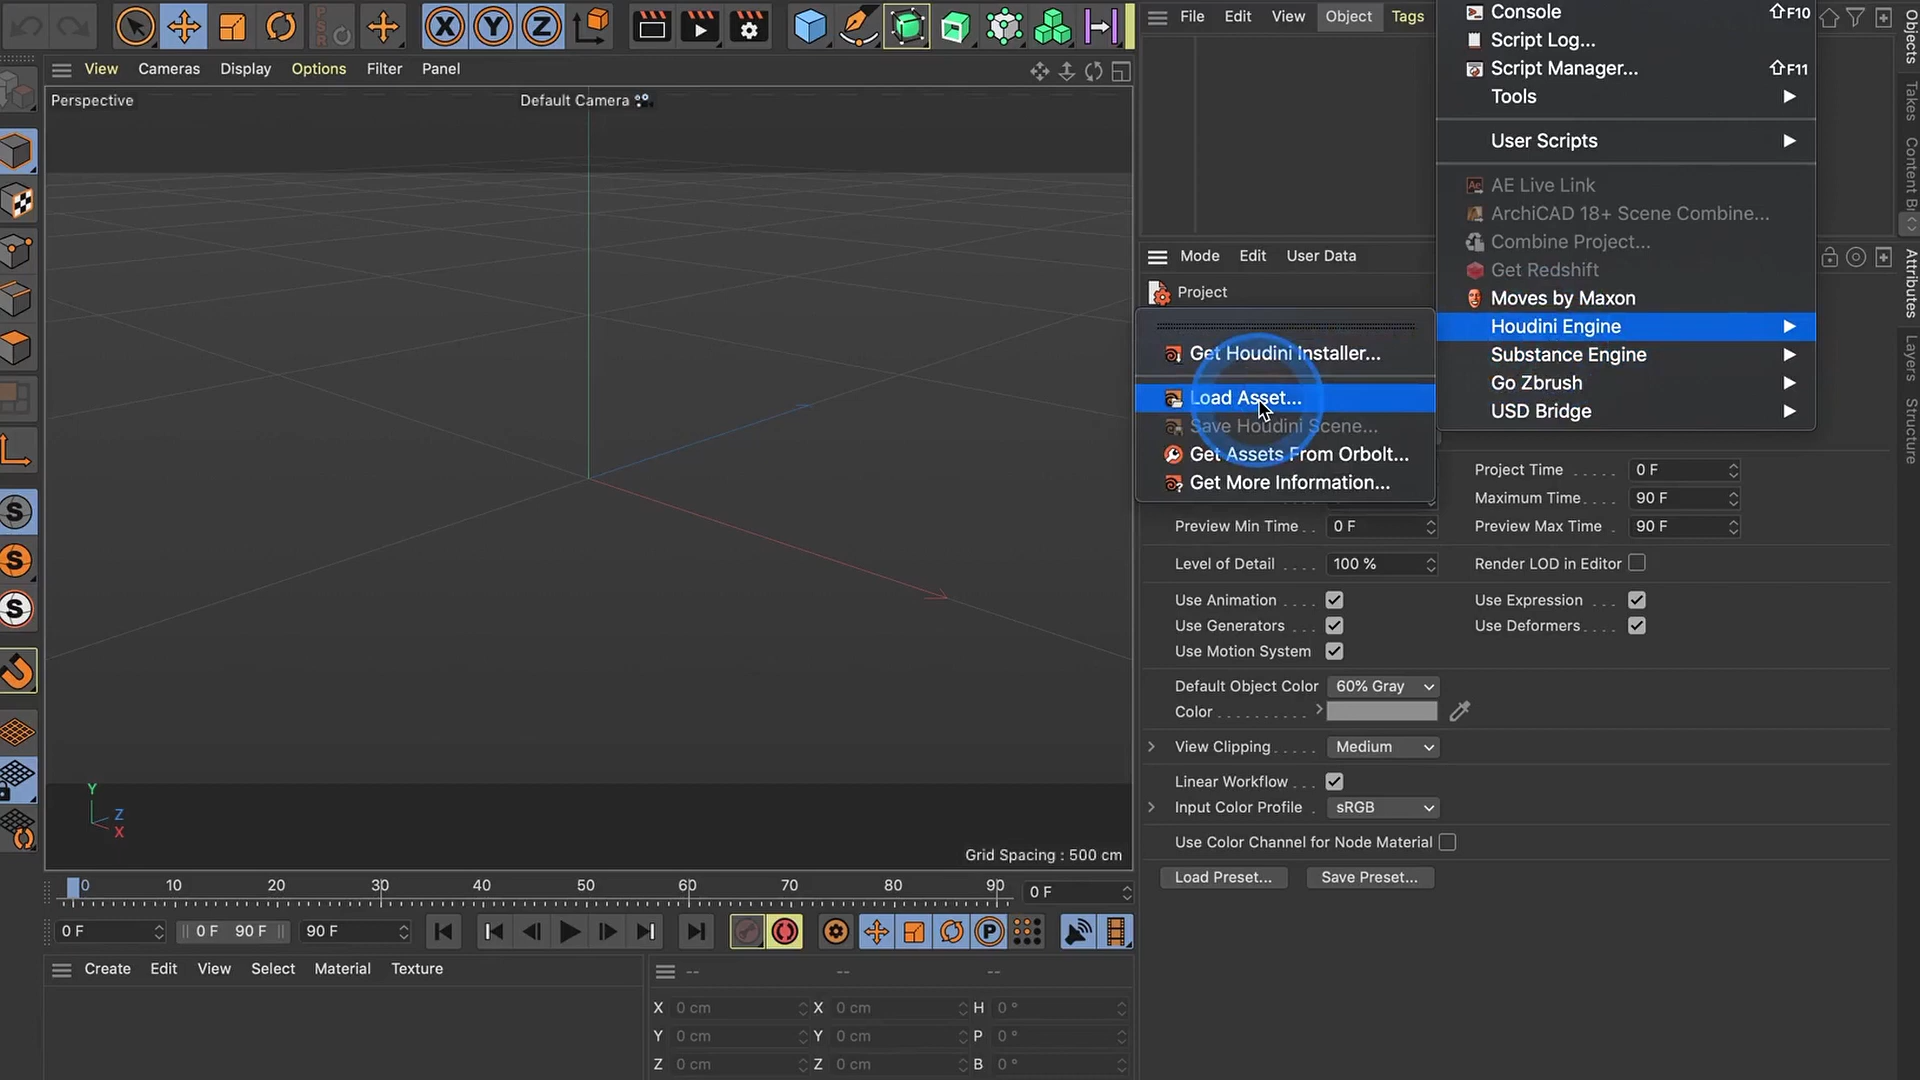 File Edit View Object Tags
Console ⇧F10
Script Log...
Script Manager... ⇧F11
Tools
User Scripts
AE Live Link
ArchiCAD 18+ Scene Combine...
Combine Project...
Get Redshift
Moves by Maxon
Houdini Engine
Substance Engine
Go Zbrush
USD Bridge
PSR
X Y Z
View Cameras Display Options Filter Panel
Perspective
Default Camera
Y
Z
X
Grid Spacing : 500 cm
Mode Edit User Data
Project
Get Houdini Installer...
Load Asset...
Save Houdini Scene...
Get Assets From Orbolt...
Get More Information...
Project Time 0 F
Maximum Time 90 F
Preview Min Time 0 F Preview Max Time 90 F
Level of Detail 100 % Render LOD in Editor
Use Animation Use Expression
Use Generators Use Deformers
Use Motion System
Default Object Color 60% Gray
Color
View Clipping Medium
Linear Workflow
Input Color Profile sRGB
Use Color Channel for Node Material
Load Preset... Save Preset...
Objects
Takes
Content B
Attributes
Layers
Structure
S
S
S
0 10 20 30 40 50 60 70 80 90 0 F
0 F 0 F 90 F 90 F P
Create Edit View Select Material Texture
-- -- --
X 0 cm X 0 cm H 0 °
Y 0 cm Y 0 cm P 0 °
Z 0 cm Z 0 cm B 0 °